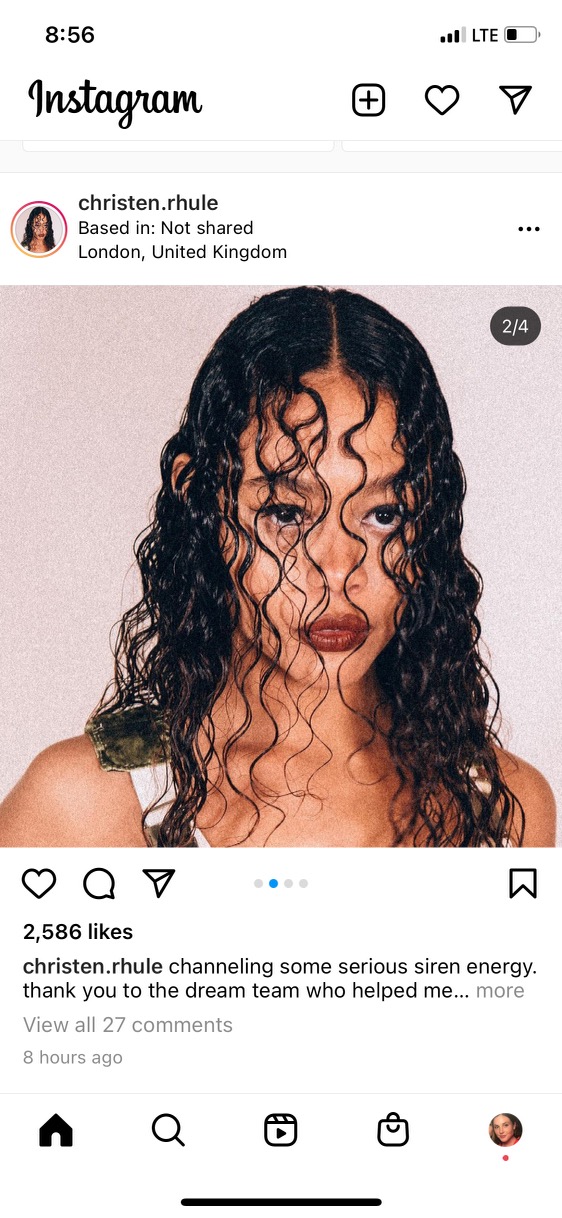 8:56
LTE
Instagram
christen.rhule
Based in: Not shared
London, United Kingdom
2/4
2,586 likes
christen.rhule channeling some serious siren energy.
thank you to the dream team who helped me... more
View all 27 comments
8 hours ago